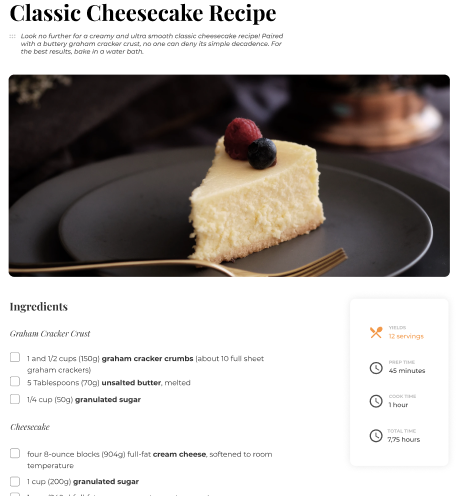 Classic Cheesecake Recipe
Look no further for a creamy and ultra smooth classic cheesecake recipe! Paired
with a buttery graham cracker crust, no one can deny its simple decadence. For
the best results, bake in a water bath.
Ingredients
Graham Cracker Crust
1 and 1/2 cups (150g) graham cracker crumbs (about 10 full sheet
graham crackers)
5 Tablespoons (70g) unsalted butter, melted
1/4 cup (50g) granulated sugar
Cheesecake
four 8-ounce blocks (904g) full-fat cream cheese, softened to room
temperature
1 cup (200g) granulated sugar
YIELDS
12 servings
PREP TIME
45 minutes
COOK TIME
1 hour
TOTAL TIME
7,75 hours